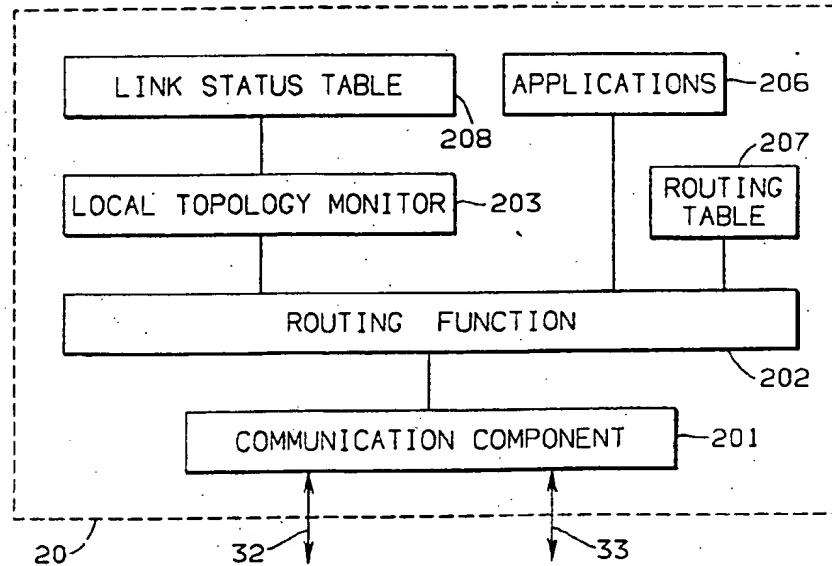 LINK STATUS TABLE
208
APPLICATIONS
206
207
LOCAL TOPOLOGY MONITOR
203
ROUTING
TABLE
ROUTING FUNCTION
202
COMMUNICATION COMPONENT
201
20
32
33